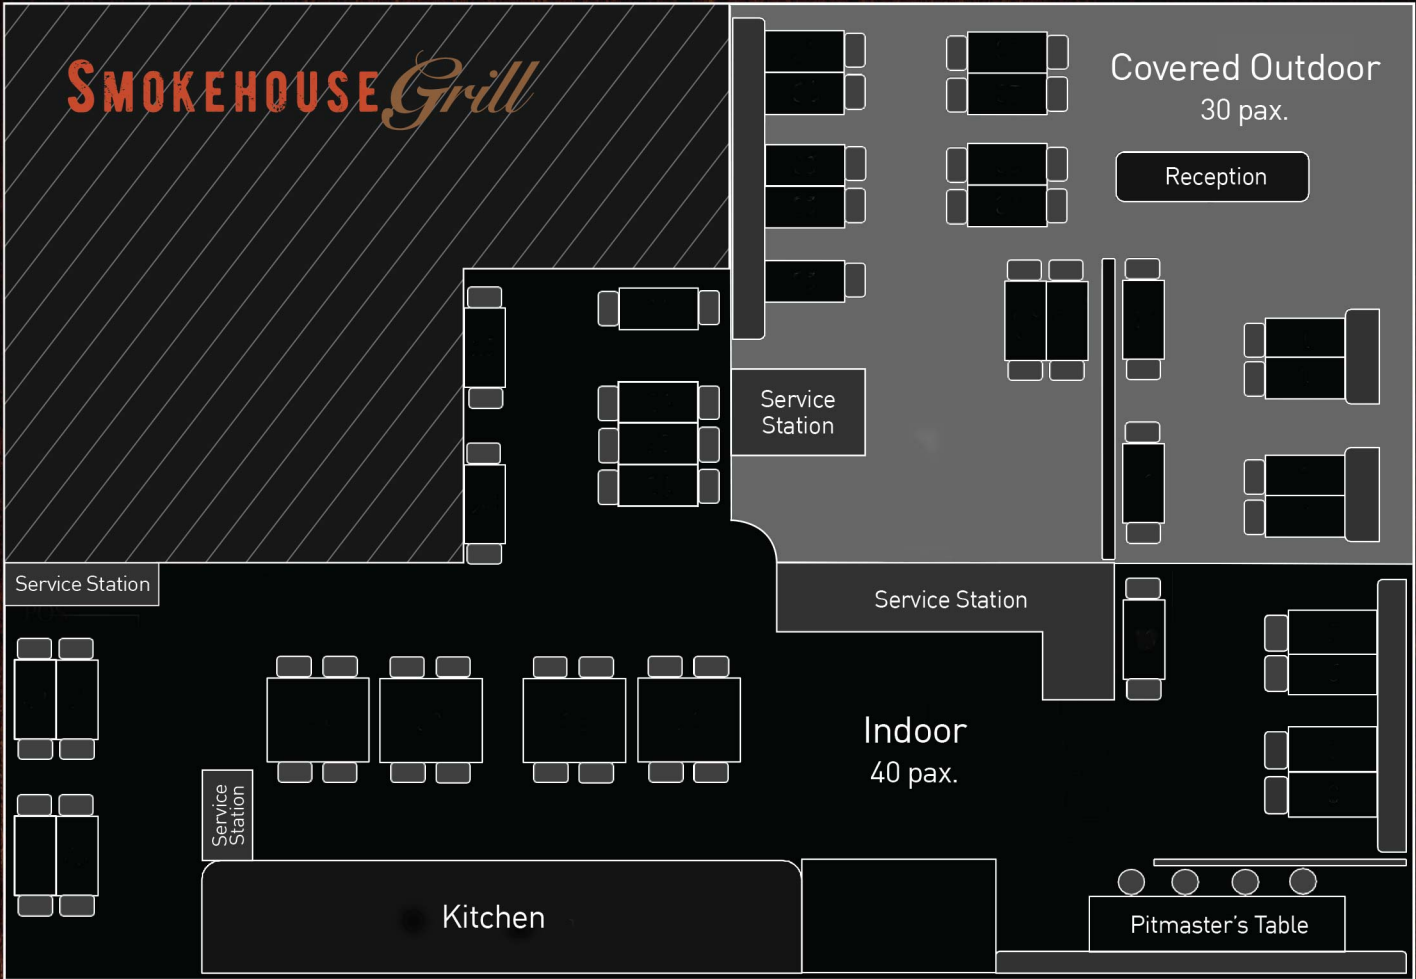 SMOKEHOUSE Grill
Covered Outdoor
30 pax.
Reception
Service
Station
Service Station
Service Station
Indoor
40 pax.
Service
Station
Kitchen
Pitmaster's Table